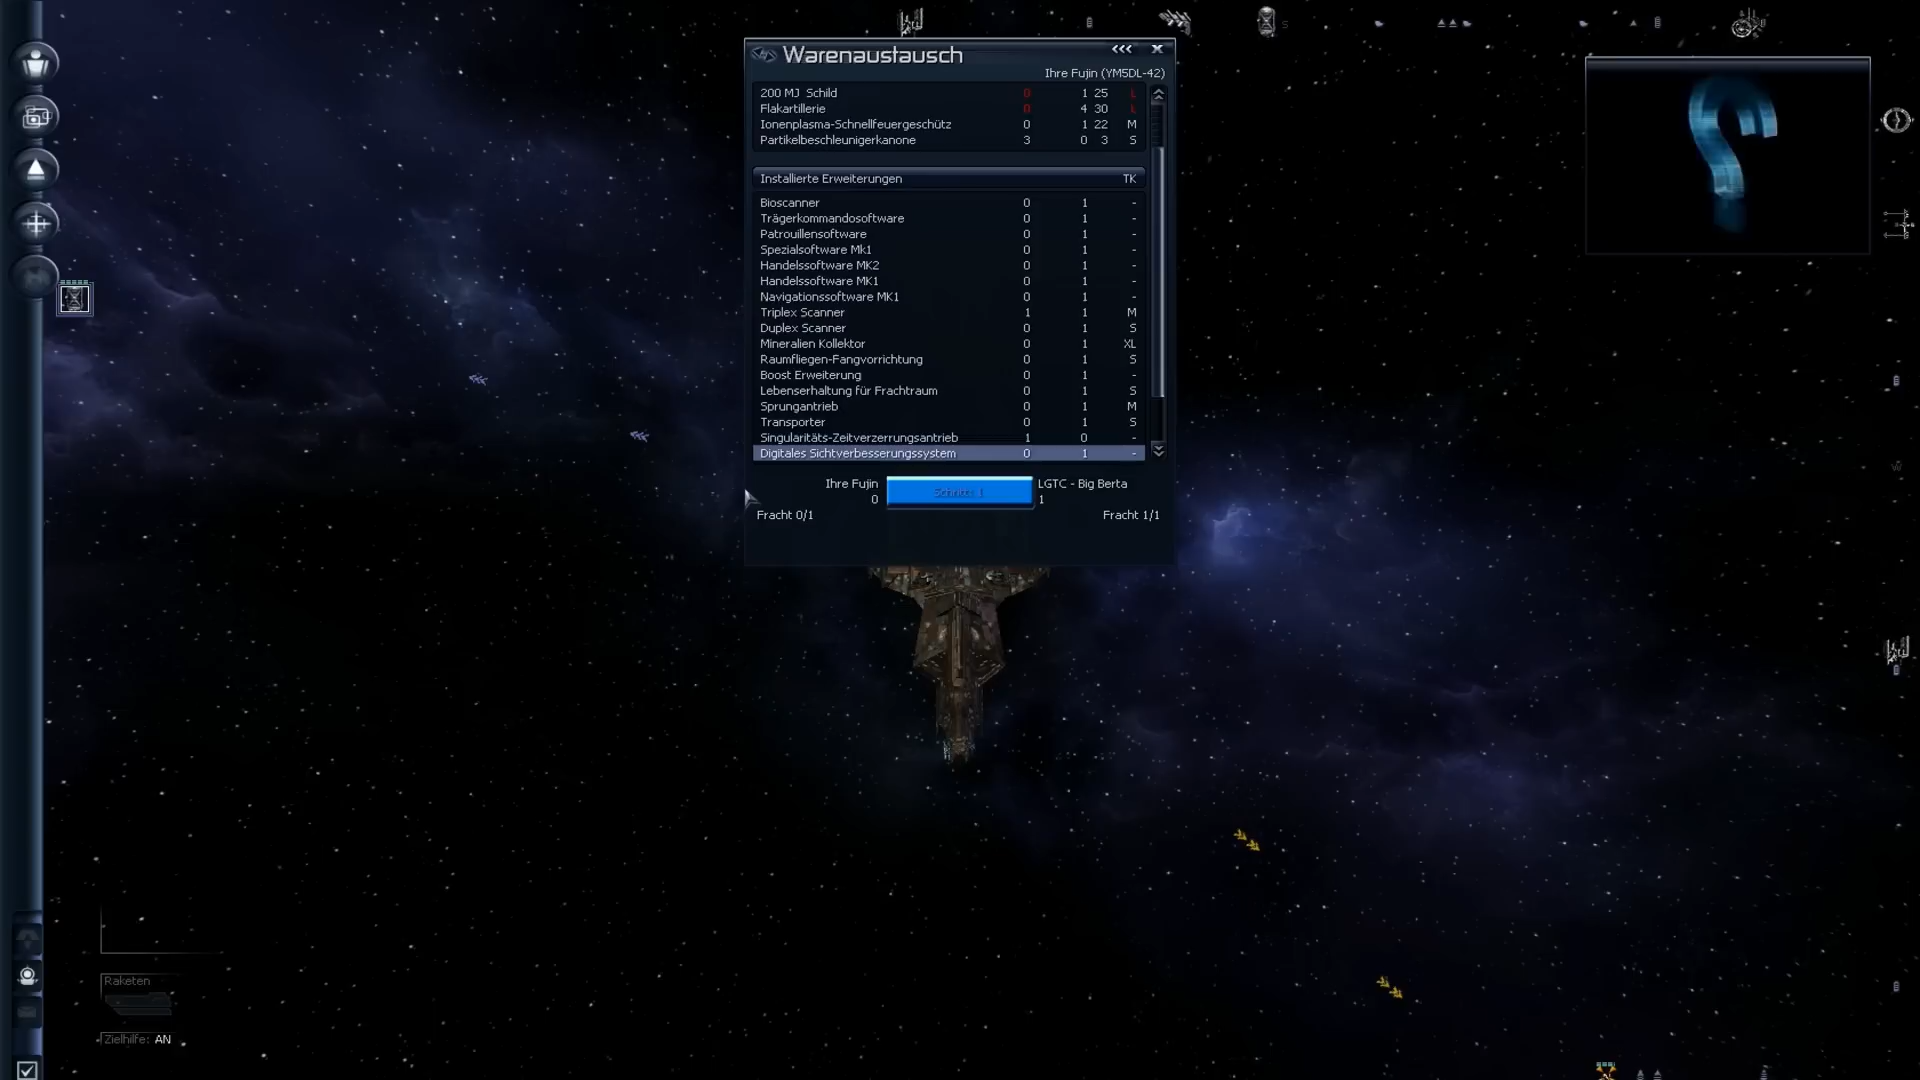 Warenaustausch
Ihre Fujin (YM5DL-42)
200 MJ Schild 0 1 25 L
Flakartillerie 0 4 30 L
Ionenplasma-Schnellfeuergeschütz 0 1 22 M
Partikelbeschleunigerkanone 3 0 3 S
Installierte Erweiterungen TK
Bioscanner 0 1 -
Trägerkommandosoftware 0 1 -
Patrouillensoftware 0 1 -
Spezialsoftware Mk1 0 1 -
Handelssoftware MK2 0 1 -
Handelssoftware MK1 0 1 -
Navigationssoftware MK1 0 1 -
Triplex Scanner 1 1 M
Duplex Scanner 0 1 S
Mineralien Kollektor 0 1 XL
Raumfliegen-Fangvorrichtung 0 1 S
Boost Erweiterung 0 1 -
Lebenserhaltung für Frachtraum 0 1 S
Sprungantrieb 0 1 M
Transporter 0 1 S
Singularitäts-Zeitverzerrungsantrieb 1 0 -
Digitales Sichtverbesserungssystem 0 1 -
Ihre Fujin Schritt: 1 LGTC - Big Berta
0 1
Fracht 0/1 Fracht 1/1
Raketen
Zielhilfe: AN